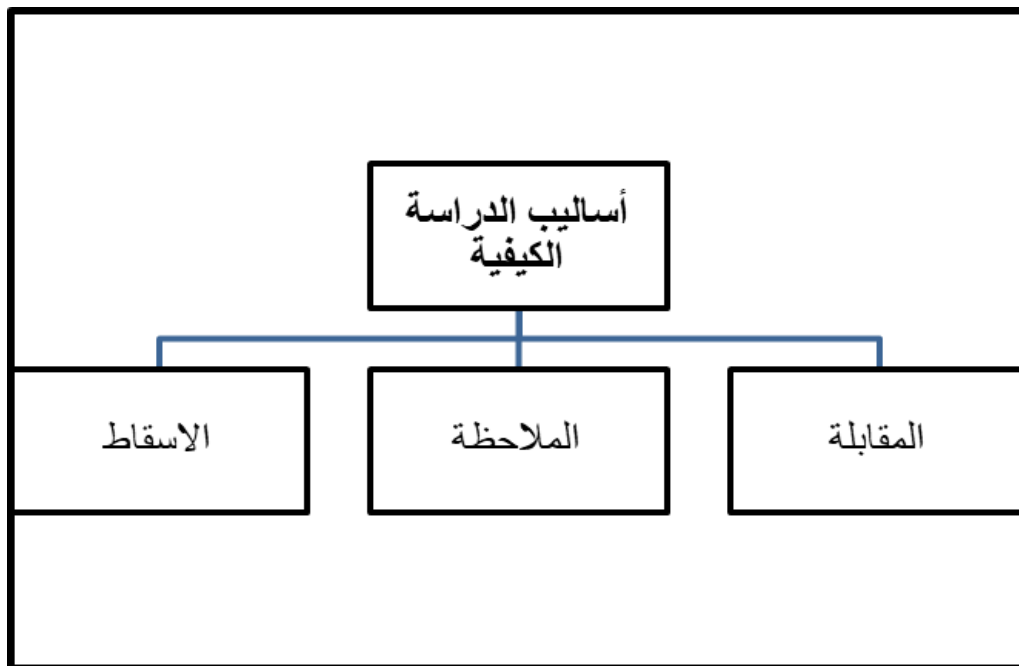 أساليب الدراسة
الكيفية
المقابلة
الملاحظة
الاسقاط